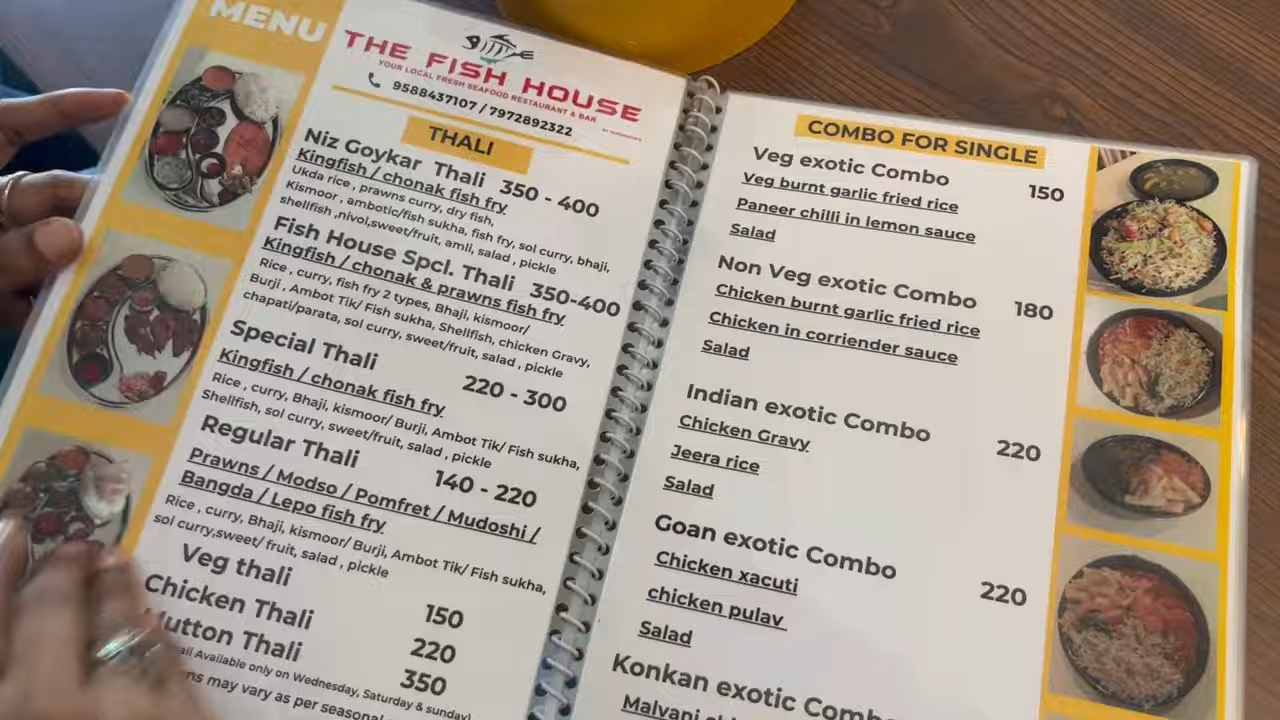 MENU
THE FISH HOUSE
YOUR LOCAL FRESH SEAFOOD RESTAURANT & BAR
9588437107 / 7972892322
THALI
Niz Goykar Thali 350 - 400
Kingfish / chonak fish fry
Ukda rice , prawns curry, dry fish,
Kismoor , ambotic/fish sukha, fish fry, sol curry, bhaji,
shellfish ,nivol,sweet/fruit, amli, salad , pickle
Fish House Spcl. Thali 350-400
Kingfish / chonak & prawns fish fry
Rice , curry, fish fry 2 types, Bhaji, kismoor/
Burji , Ambot Tik/ Fish sukha, Shellfish, chicken Gravy,
chapati/parata, sol curry, sweet/fruit, salad , pickle
Special Thali 220 - 300
Kingfish / chonak fish fry
Rice , curry, Bhaji, kismoor/ Burji, Ambot Tik/ Fish sukha,
Shellfish, sol curry, sweet/fruit, salad , pickle
Regular Thali 140 - 220
Prawns / Modso / Pomfret / Mudoshi /
Bangda / Lepo fish fry
Rice , curry, Bhaji, kismoor/ Burji, Ambot Tik/ Fish sukha,
sol curry,sweet/ fruit, salad , pickle
Veg thali 150
Chicken Thali 220
Mutton Thali 350
Available only on Wednesday, Saturday & sunday)
may vary as per seasonal
COMBO FOR SINGLE
Veg exotic Combo 150
Veg burnt garlic fried rice
Paneer chilli in lemon sauce
Salad
Non Veg exotic Combo 180
Chicken burnt garlic fried rice
Chicken in corriender sauce
Salad
Indian exotic Combo 220
Chicken Gravy
Jeera rice
Salad
Goan exotic Combo 220
Chicken xacuti
chicken pulav
Salad
Konkan exotic Combo
Malvani